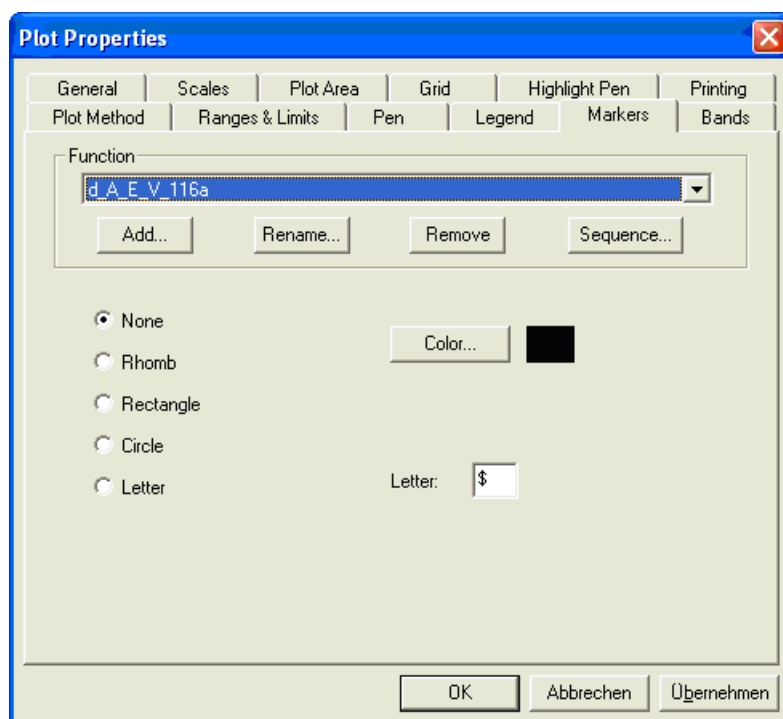 Plot Properties
General Scales Plot Area Grid Highlight Pen Printing
Plot Method Ranges & Limits Pen Legend Markers Bands
Function
d_A_E_V_116a
Add... Rename... Remove Sequence...
None
Color...
Rhomb
Rectangle
Circle
Letter
Letter: $
OK Abbrechen Übernehmen